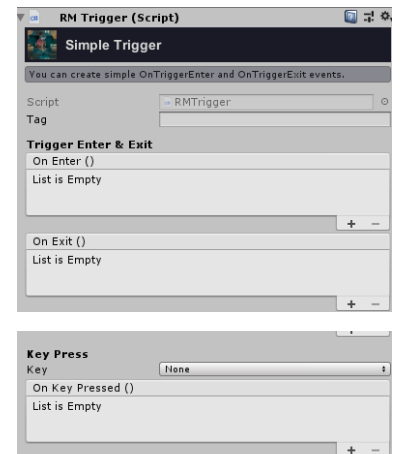 RM Trigger (Script)
Simple Trigger
You can create simple OnTriggerEnter and OnTriggerExit events.
Script RMTrigger
Tag
Trigger Enter & Exit
On Enter ()
List is Empty
+ −
On Exit ()
List is Empty
+ −
Key Press
Key None
On Key Pressed ()
List is Empty
+ −